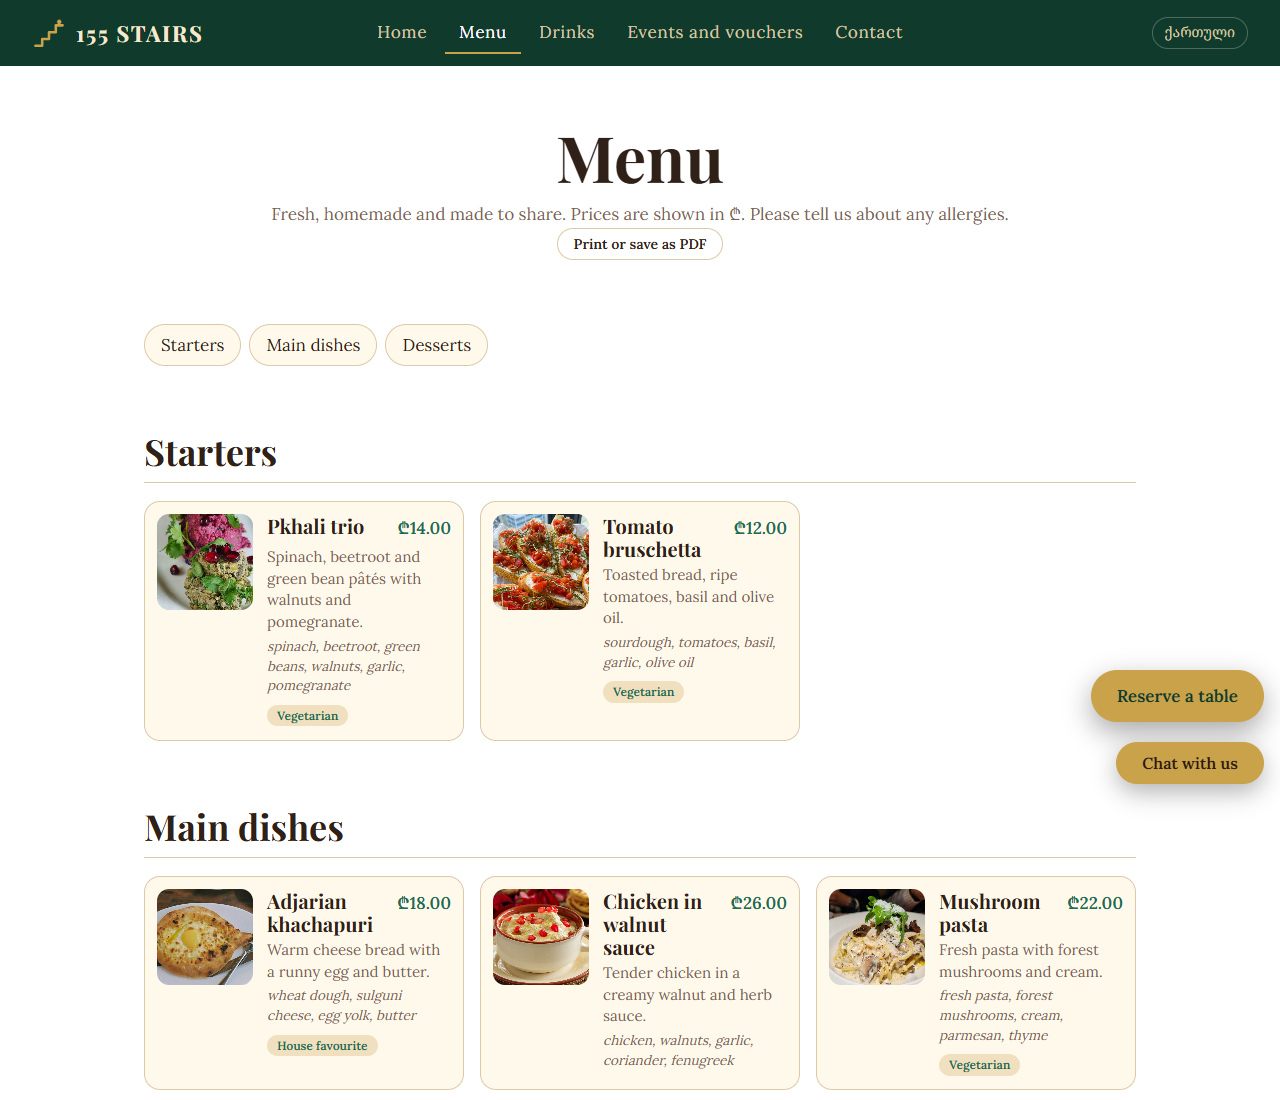 155 STAIRS
Home
Menu
Drinks
Events and vouchers
Contact
ქართული
Menu
Fresh, homemade and made to share. Prices are shown in ₾. Please tell us about any allergies.
Print or save as PDF
Starters
Main dishes
Desserts
Starters
Pkhali trio
₾14.00
Spinach, beetroot and
green bean pâtés with
walnuts and
pomegranate.
spinach, beetroot, green
beans, walnuts, garlic,
pomegranate
Vegetarian
Tomato
bruschetta
₾12.00
Toasted bread, ripe
tomatoes, basil and olive
oil.
sourdough, tomatoes, basil,
garlic, olive oil
Vegetarian
Reserve a table
Chat with us
Main dishes
Adjarian
khachapuri
₾18.00
Warm cheese bread with
a runny egg and butter.
wheat dough, sulguni
cheese, egg yolk, butter
House favourite
Chicken in
walnut
sauce
₾26.00
Tender chicken in a
creamy walnut and herb
sauce.
chicken, walnuts, garlic,
coriander, fenugreek
Mushroom
pasta
₾22.00
Fresh pasta with forest
mushrooms and cream.
fresh pasta, forest
mushrooms, cream,
parmesan, thyme
Vegetarian